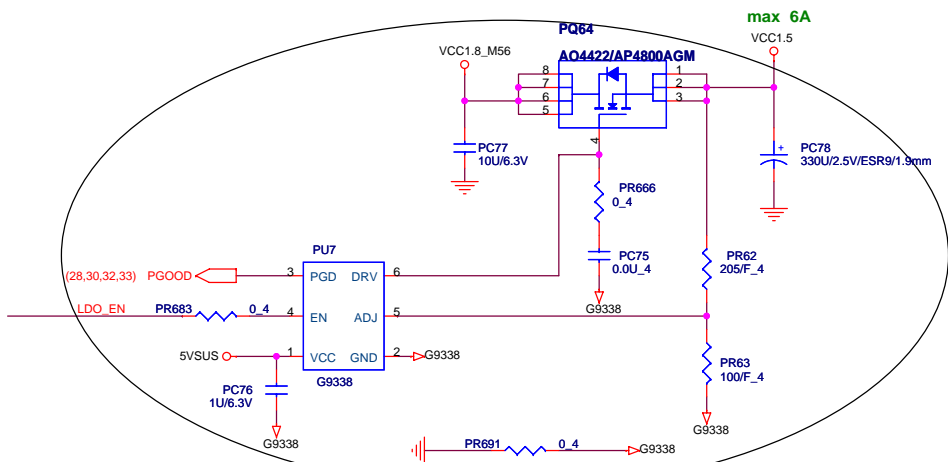 max 6A
PQ64
VCC1.8_M56
VCC1.5
AO4422/AP4800AGM
8
7
6
5
1
2
3
4
PC77
10U/6.3V
PC78
330U/2.5V/ESR9/1.9mm
+
PR666
0_4
PC75
0.0U_4
G9338
PU7
PR62
205/F_4
(28,30,32,33) PGOOD
3 PGD DRV 6
LDO_EN
PR683 0_4
4 EN ADJ 5
5VSUS
1 VCC GND 2
G9338
G9338
PC76
1U/6.3V
G9338
PR63
100/F_4
G9338
PR691 0_4
G9338